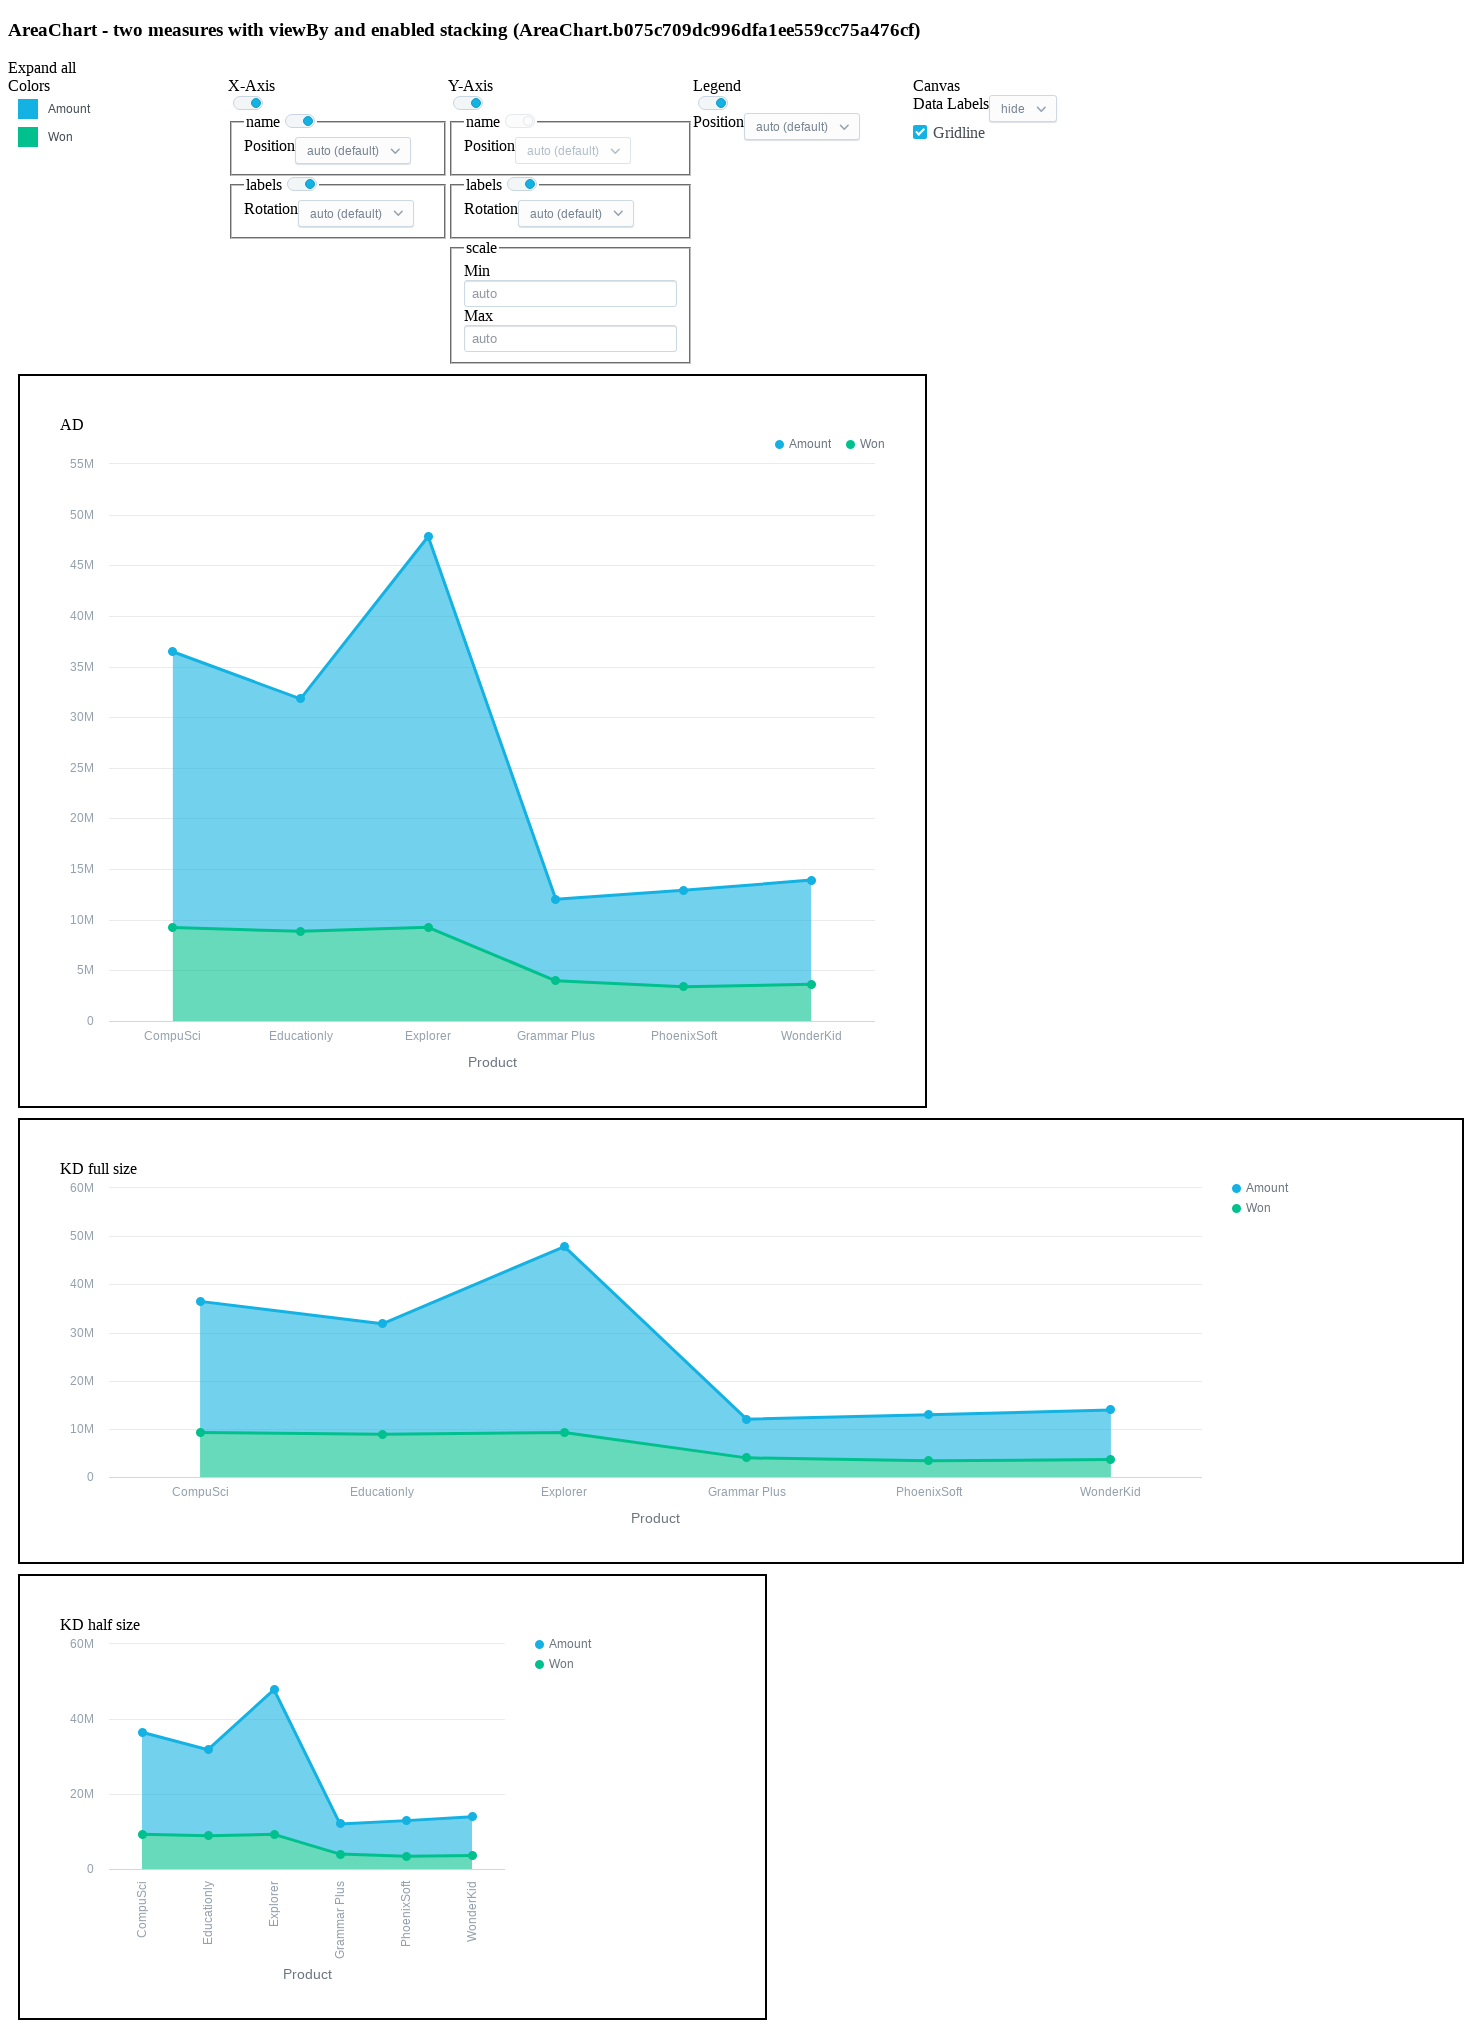 AreaChart - two measures with viewBy and enabled stacking (AreaChart.b075c709dc996dfa1ee559cc75a476cf)
Expand all
Colors
Amount
Won
X-Axis
name
Position auto (default)
labels
Rotation auto (default)
Y-Axis
name
Position auto (default)
labels
Rotation auto (default)
scale
Min
auto
Max
auto
Legend
Position auto (default)
Canvas
Data Labels hide
Gridline
AD
Amount Won
55M
50M
45M
40M
35M
30M
25M
20M
15M
10M
5M
0
CompuSci Educationly Explorer Grammar Plus PhoenixSoft WonderKid
Product
KD full size
Amount
Won
60M
50M
40M
30M
20M
10M
0
CompuSci Educationly Explorer Grammar Plus PhoenixSoft WonderKid
Product
KD half size
Amount
Won
60M
40M
20M
0
CompuSci
Educationly
Explorer
Grammar Plus
PhoenixSoft
WonderKid
Product